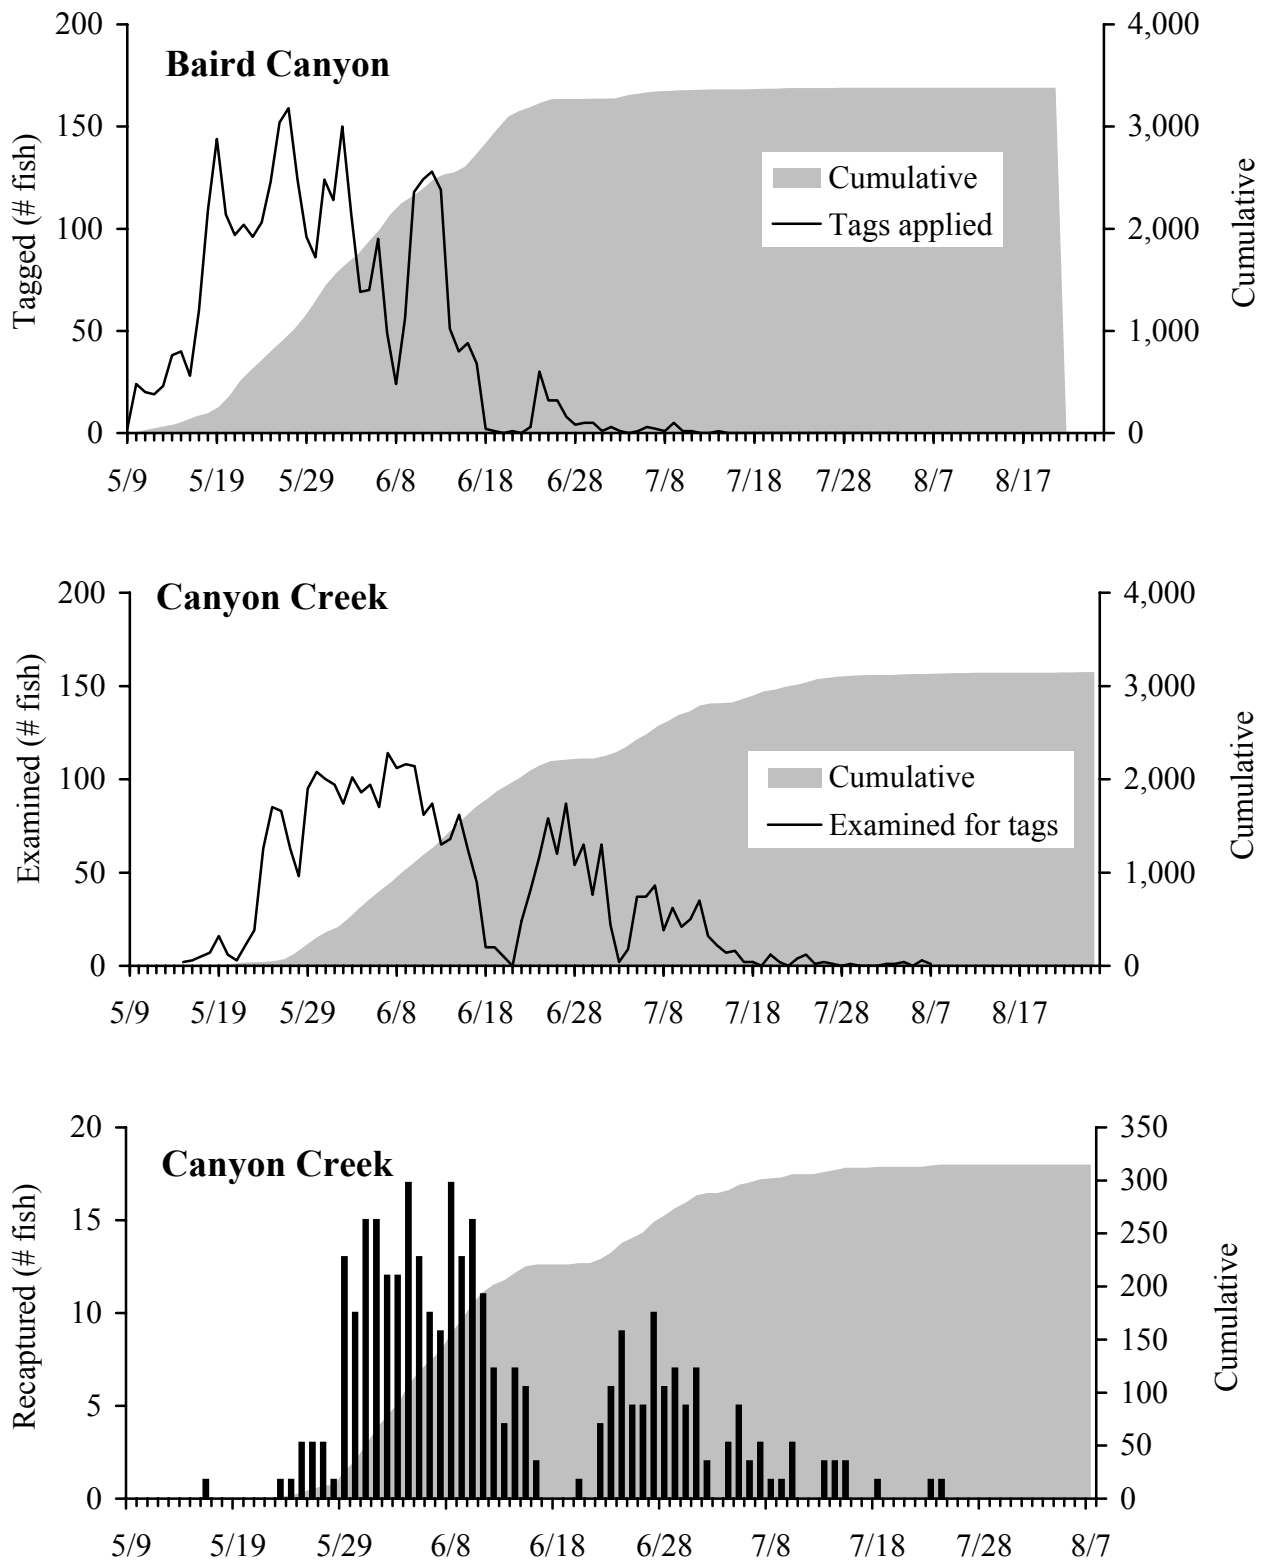 Baird Canyon
Tagged (# fish)
200
150
100
50
0
4,000
3,000
2,000
1,000
0
Cumulative
Cumulative
Tags applied
5/9 5/19 5/29 6/8 6/18 6/28 7/8 7/18 7/28 8/7 8/17
Canyon Creek
Examined (# fish)
200
150
100
50
0
4,000
3,000
2,000
1,000
0
Cumulative
Cumulative
Examined for tags
5/9 5/19 5/29 6/8 6/18 6/28 7/8 7/18 7/28 8/7 8/17
Canyon Creek
Recaptured (# fish)
20
15
10
5
0
350
300
250
200
150
100
50
0
Cumulative
5/9 5/19 5/29 6/8 6/18 6/28 7/8 7/18 7/28 8/7